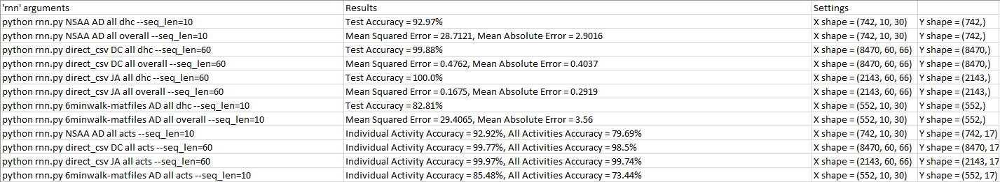 'rnn' arguments Results Settings
python rnn.py NSAA AD all dhc --seq_len=10 Test Accuracy = 92.97% X shape = (742, 10, 30) Y shape = (742,)
python rnn.py NSAA AD all overall --seq_len=10 Mean Squared Error = 28.7121, Mean Absolute Error = 2.9016 X shape = (742, 10, 30) Y shape = (742,)
python rnn.py direct_csv DC all dhc --seq_len=60 Test Accuracy = 99.88% X shape = (8470, 60, 66) Y shape = (8470,)
python rnn.py direct_csv DC all overall --seq_len=60 Mean Squared Error = 0.4762, Mean Absolute Error = 0.4037 X shape = (8470, 60, 66) Y shape = (8470,)
python rnn.py direct_csv JA all dhc --seq_len=60 Test Accuracy = 100.0% X shape = (2143, 60, 66) Y shape = (2143,)
python rnn.py direct_csv JA all overall --seq_len=60 Mean Squared Error = 0.1675, Mean Absolute Error = 0.2919 X shape = (2143, 60, 66) Y shape = (2143,)
python rnn.py 6minwalk-matfiles AD all dhc --seq_len=10 Test Accuracy = 82.81% X shape = (552, 10, 30) Y shape = (552,)
python rnn.py 6minwalk-matfiles AD all overall --seq_len=10 Mean Squared Error = 29.4065, Mean Absolute Error = 3.56 X shape = (552, 10, 30) Y shape = (552,)
python rnn.py NSAA AD all acts --seq_len=10 Individual Activity Accuracy = 92.92%, All Activities Accuracy = 79.69% X shape = (742, 10, 30) Y shape = (742, 17)
python rnn.py direct_csv DC all acts --seq_len=60 Individual Activity Accuracy = 99.77%, All Activities Accuracy = 98.5% X shape = (8470, 60, 66) Y shape = (8470, 17
python rnn.py direct_csv JA all acts --seq_len=60 Individual Activity Accuracy = 99.97%, All Activities Accuracy = 99.74% X shape = (2143, 60, 66) Y shape = (2143, 17
python rnn.py 6minwalk-matfiles AD all acts --seq_len=10 Individual Activity Accuracy = 85.48%, All Activities Accuracy = 73.44% X shape = (552, 10, 30) Y shape = (552, 17)